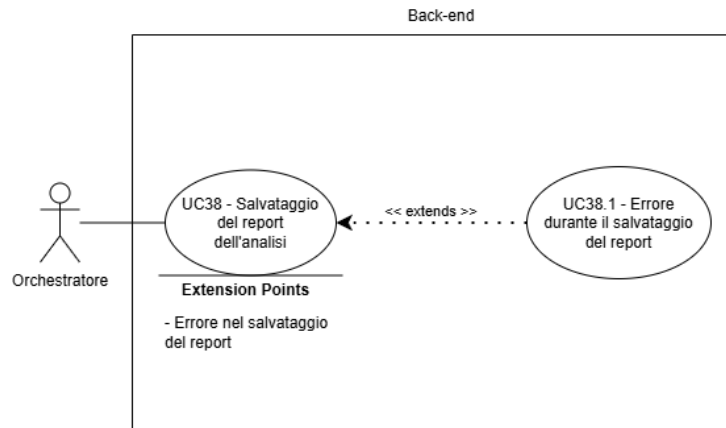 Back-end
UC38 - Salvataggio
del report
dell'analisi
<< extends >>
UC38.1 - Errore
durante il salvataggio
del report
Orchestratore
Extension Points
- Errore nel salvataggio
del report